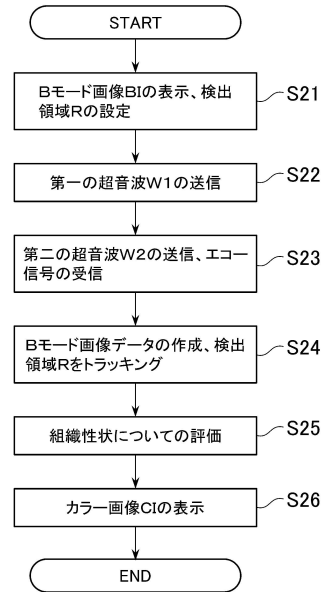 START
Bモード画像BIの表示、検出
領域Rの設定
S21
第一の超音波W1の送信
S22
第二の超音波W2の送信、エコー
信号の受信
S23
Bモード画像データの作成、検出
領域Rをトラッキング
S24
組織性状についての評価
S25
カラー画像CIの表示
S26
END